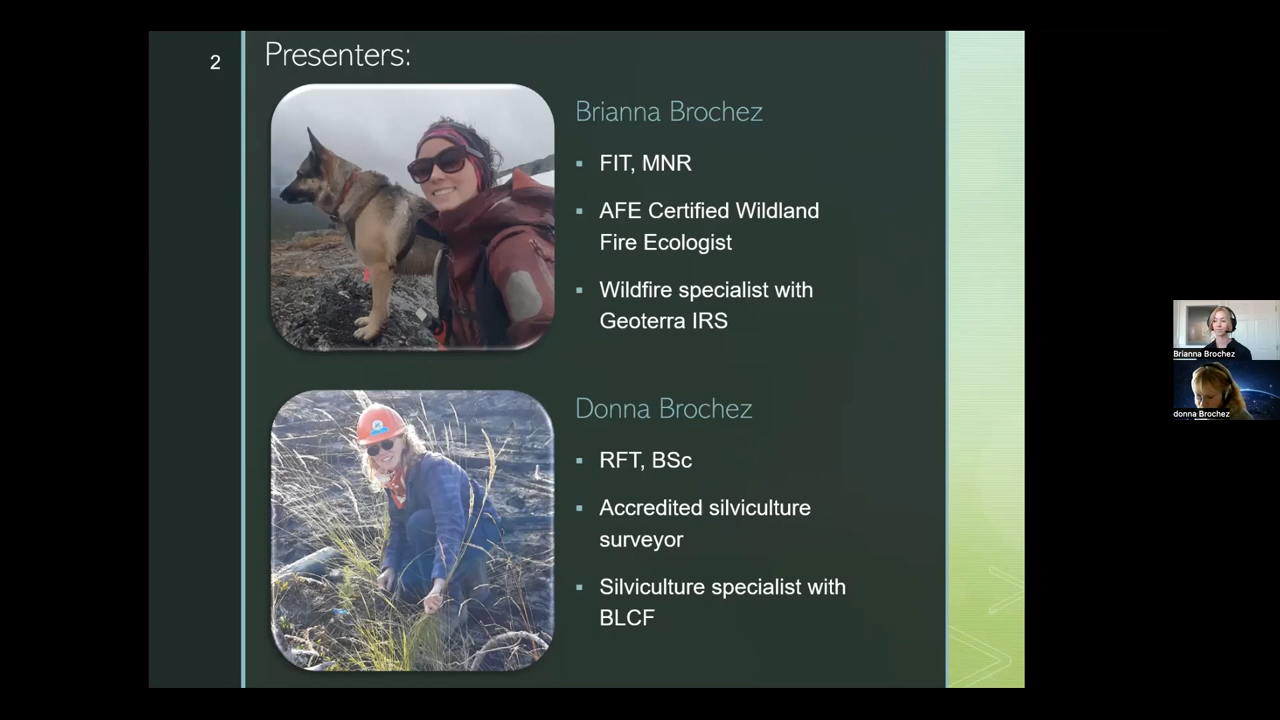 2
Presenters:
Brianna Brochez
▪ FIT, MNR
▪ AFE Certified Wildland
Fire Ecologist
▪ Wildfire specialist with
Geoterra IRS
Donna Brochez
▪ RFT, BSc
▪ Accredited silviculture
surveyor
▪ Silviculture specialist with
BLCF
Brianna Brochez
donna Brochez